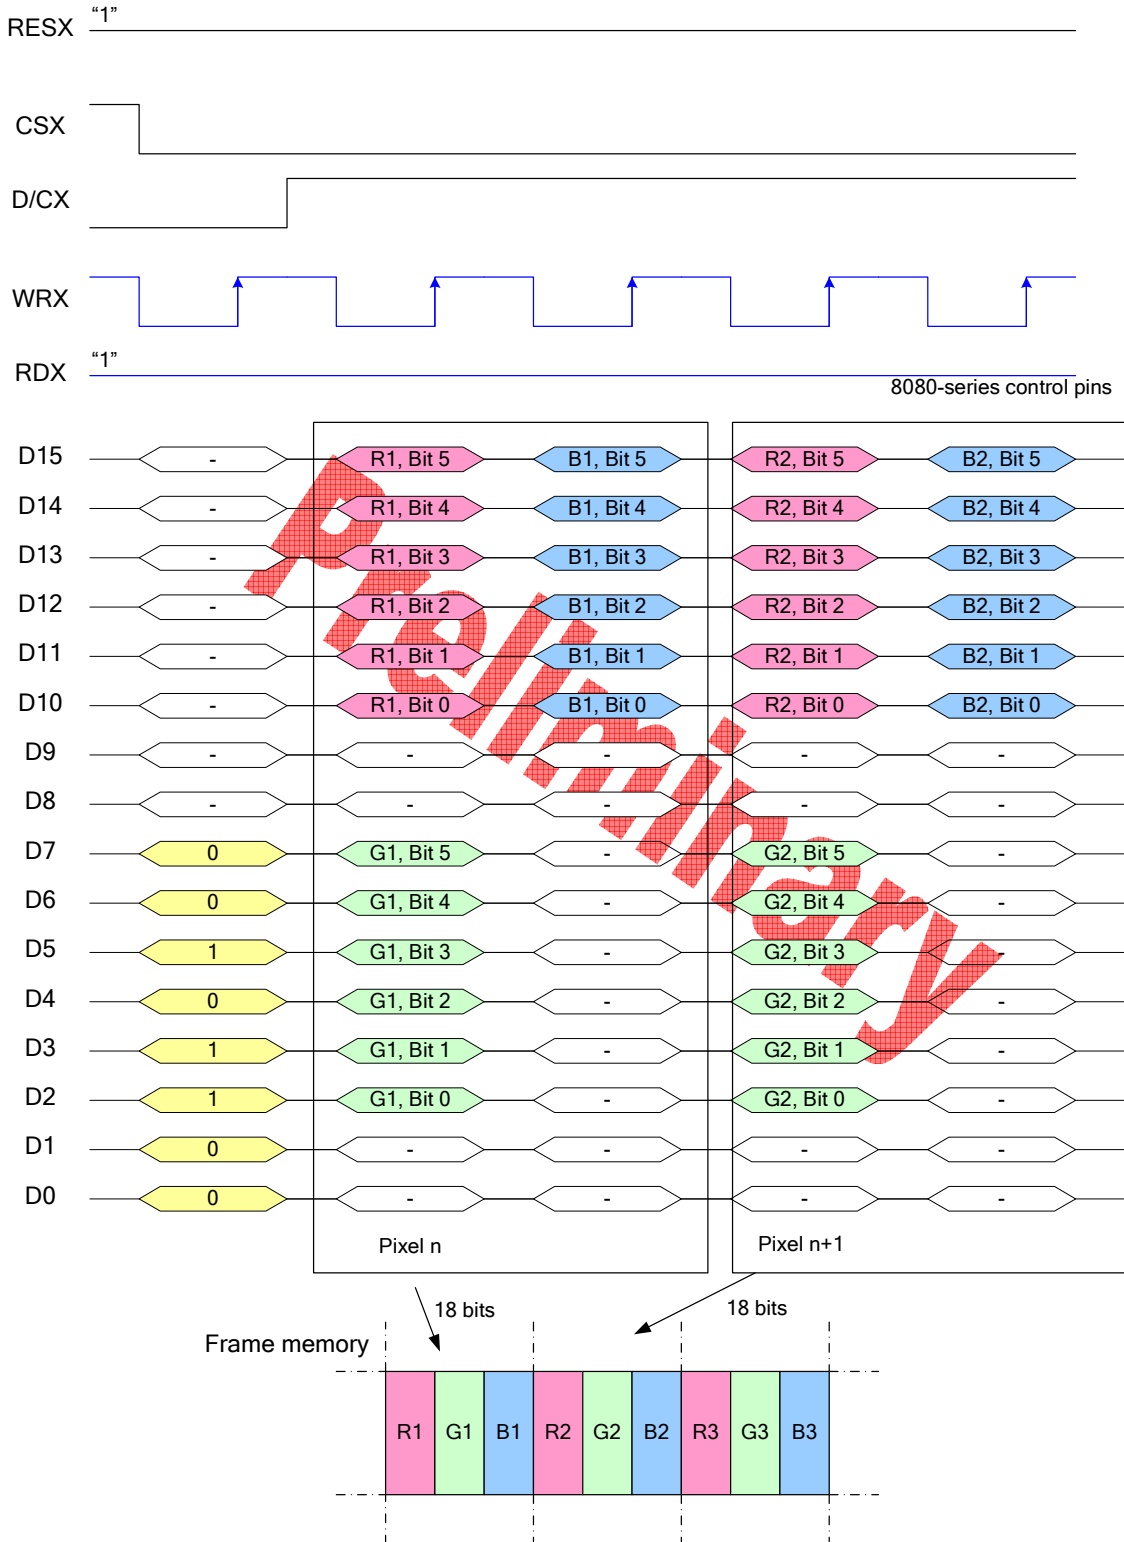 RESX "1"
CSX
D/CX
WRX
RDX "1"
8080-series control pins
D15 - R1, Bit 5 B1, Bit 5 R2, Bit 5 B2, Bit 5
D14 - R1, Bit 4 B1, Bit 4 R2, Bit 4 B2, Bit 4
D13 - R1, Bit 3 B1, Bit 3 R2, Bit 3 B2, Bit 3
D12 - R1, Bit 2 B1, Bit 2 R2, Bit 2 B2, Bit 2
D11 - R1, Bit 1 B1, Bit 1 R2, Bit 1 B2, Bit 1
D10 - R1, Bit 0 B1, Bit 0 R2, Bit 0 B2, Bit 0
D9 - - - - -
D8 - - - - -
D7 0 G1, Bit 5 - G2, Bit 5 -
D6 0 G1, Bit 4 - G2, Bit 4 -
D5 1 G1, Bit 3 - G2, Bit 3 -
D4 0 G1, Bit 2 - G2, Bit 2 -
D3 1 G1, Bit 1 - G2, Bit 1 -
D2 1 G1, Bit 0 - G2, Bit 0 -
D1 0 - - - -
D0 0 - - - -
Preliminary
Pixel n Pixel n+1
18 bits 18 bits
Frame memory
R1 G1 B1 R2 G2 B2 R3 G3 B3